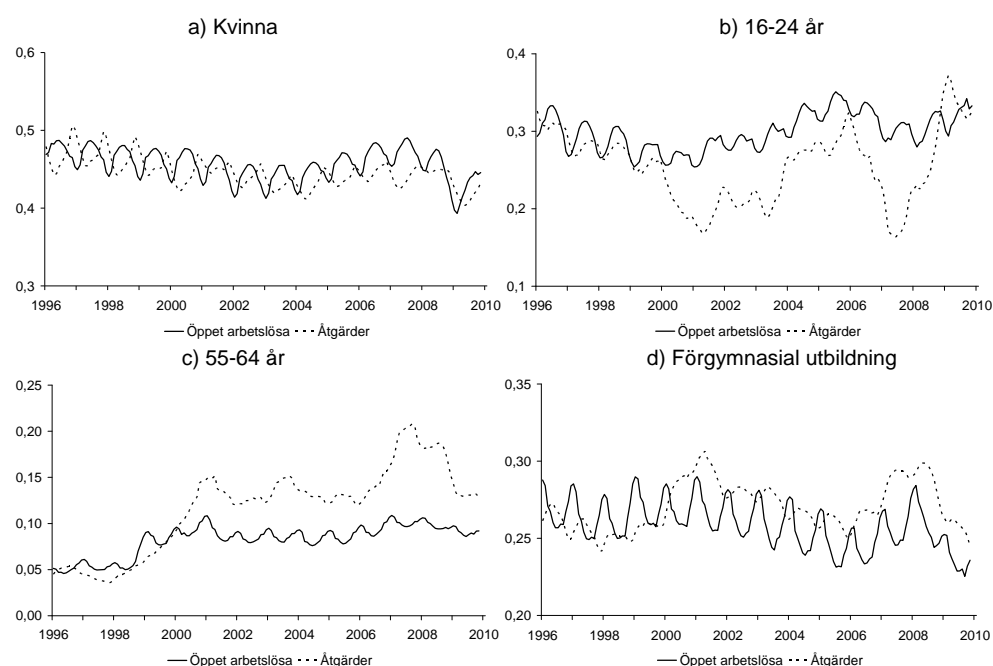 a) Kvinna
0,6
0,5
0,4
0,3
1996 1998 2000 2002 2004 2006 2008 2010
Öppet arbetslösa Åtgärder
b) 16-24 år
0,4
0,3
0,2
0,1
1996 1998 2000 2002 2004 2006 2008 2010
Öppet arbetslösa Åtgärder
c) 55-64 år
0,25
0,20
0,15
0,10
0,05
0,00
1996 1998 2000 2002 2004 2006 2008 2010
Öppet arbetslösa Åtgärder
d) Förgymnasial utbildning
0,35
0,30
0,25
0,20
1996 1998 2000 2002 2004 2006 2008 2010
Öppet arbetslösa Åtgärder